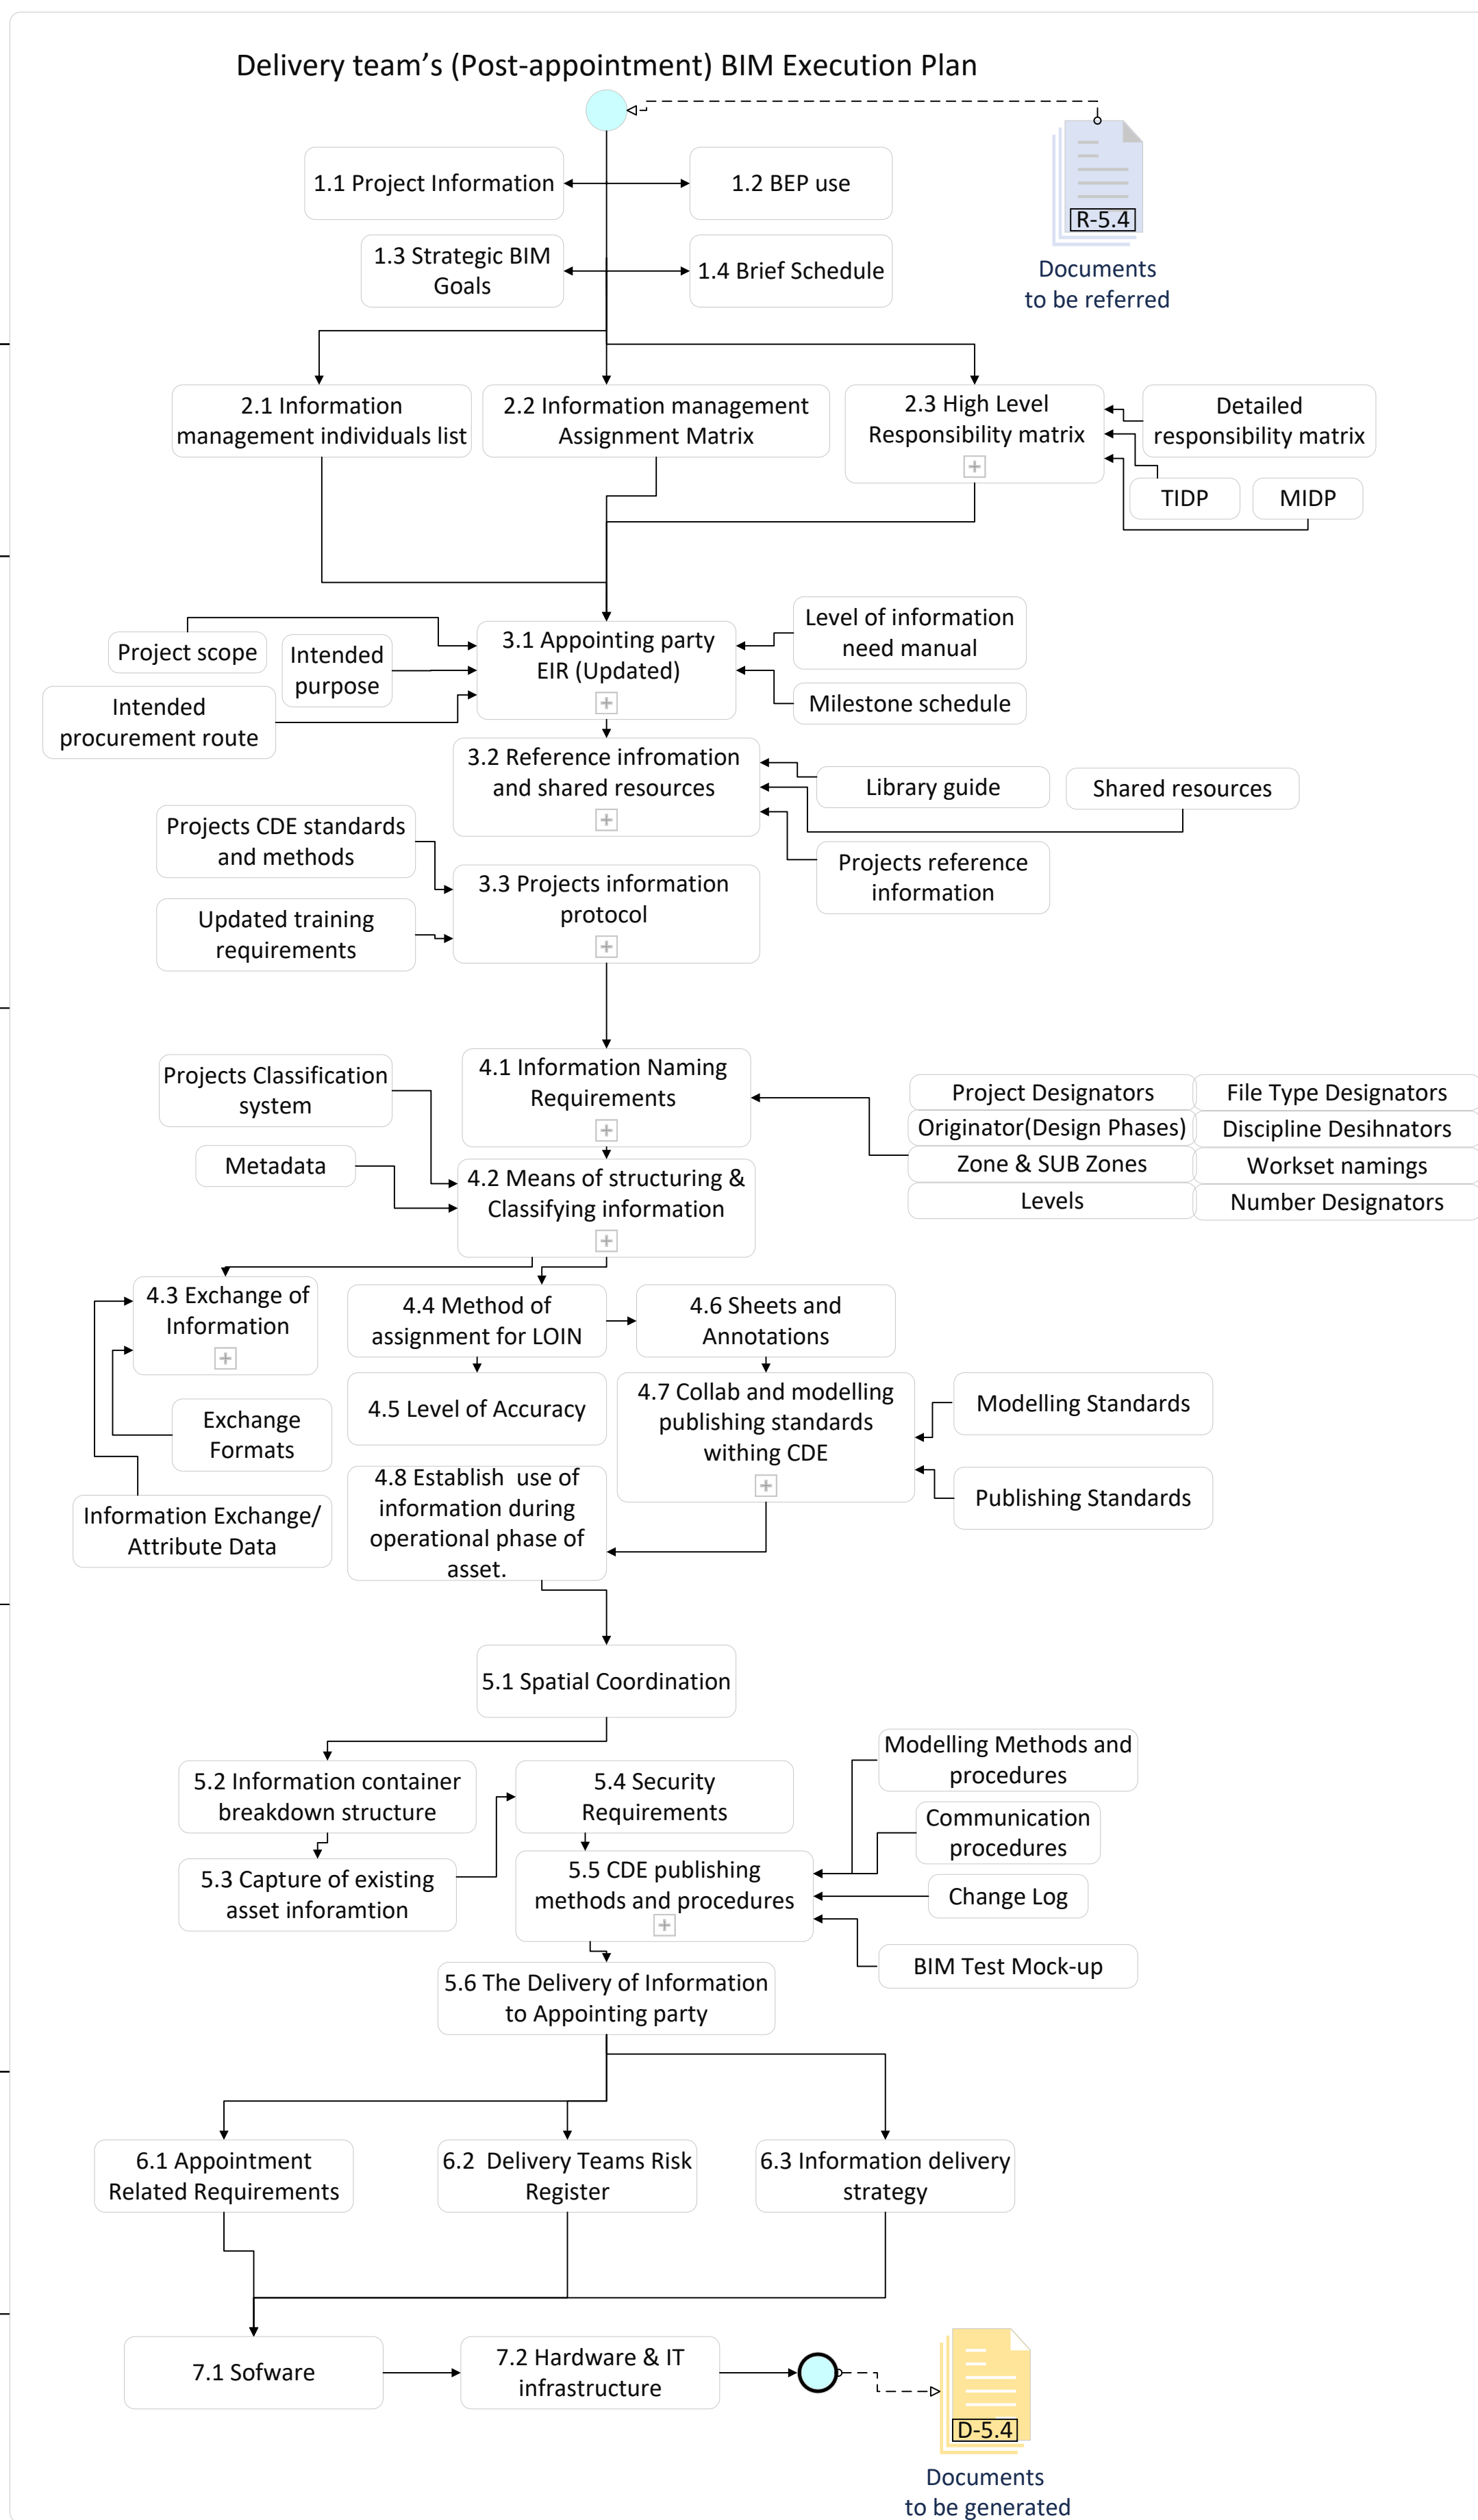 Delivery team’s (Post-appointment) BIM Execution Plan
1.1 Project Information
1.2 BEP use
R-5.4
Documents
to be referred
1.3 Strategic BIM
Goals
1.4 Brief Schedule
2.1 Information
management individuals list
2.2 Information management
Assignment Matrix
2.3 High Level
Responsibility matrix
Detailed
responsibility matrix
TIDP
MIDP
Project scope
Intended
purpose
Intended
procurement route
3.1 Appointing party
EIR (Updated)
Level of information
need manual
Milestone schedule
3.2 Reference infromation
and shared resources
Library guide
Shared resources
Projects reference
information
Projects CDE standards
and methods
Updated training
requirements
3.3 Projects information
protocol
4.1 Information Naming
Requirements
Projects Classification
system
Metadata
Project Designators
File Type Designators
Originator(Design Phases)
Discipline Desihnators
Zone & SUB Zones
Workset namings
Levels
Number Designators
4.2 Means of structuring &
Classifying information
4.3 Exchange of
Information
4.4 Method of
assignment for LOIN
4.6 Sheets and
Annotations
Exchange
Formats
Information Exchange/
Attribute Data
4.5 Level of Accuracy
4.7 Collab and modelling
publishing standards
withing CDE
Modelling Standards
Publishing Standards
4.8 Establish  use of
information during
operational phase of
asset.
5.1 Spatial Coordination
5.2 Information container
breakdown structure
5.3 Capture of existing
asset inforamtion
5.4 Security
Requirements
5.5 CDE publishing
methods and procedures
Modelling Methods and
procedures
Communication
procedures
Change Log
BIM Test Mock-up
5.6 The Delivery of Information
to Appointing party
6.1 Appointment
Related Requirements
6.2  Delivery Teams Risk
Register
6.3 Information delivery
strategy
7.1 Sofware
7.2 Hardware & IT
infrastructure
D-5.4
Documents
to be generated